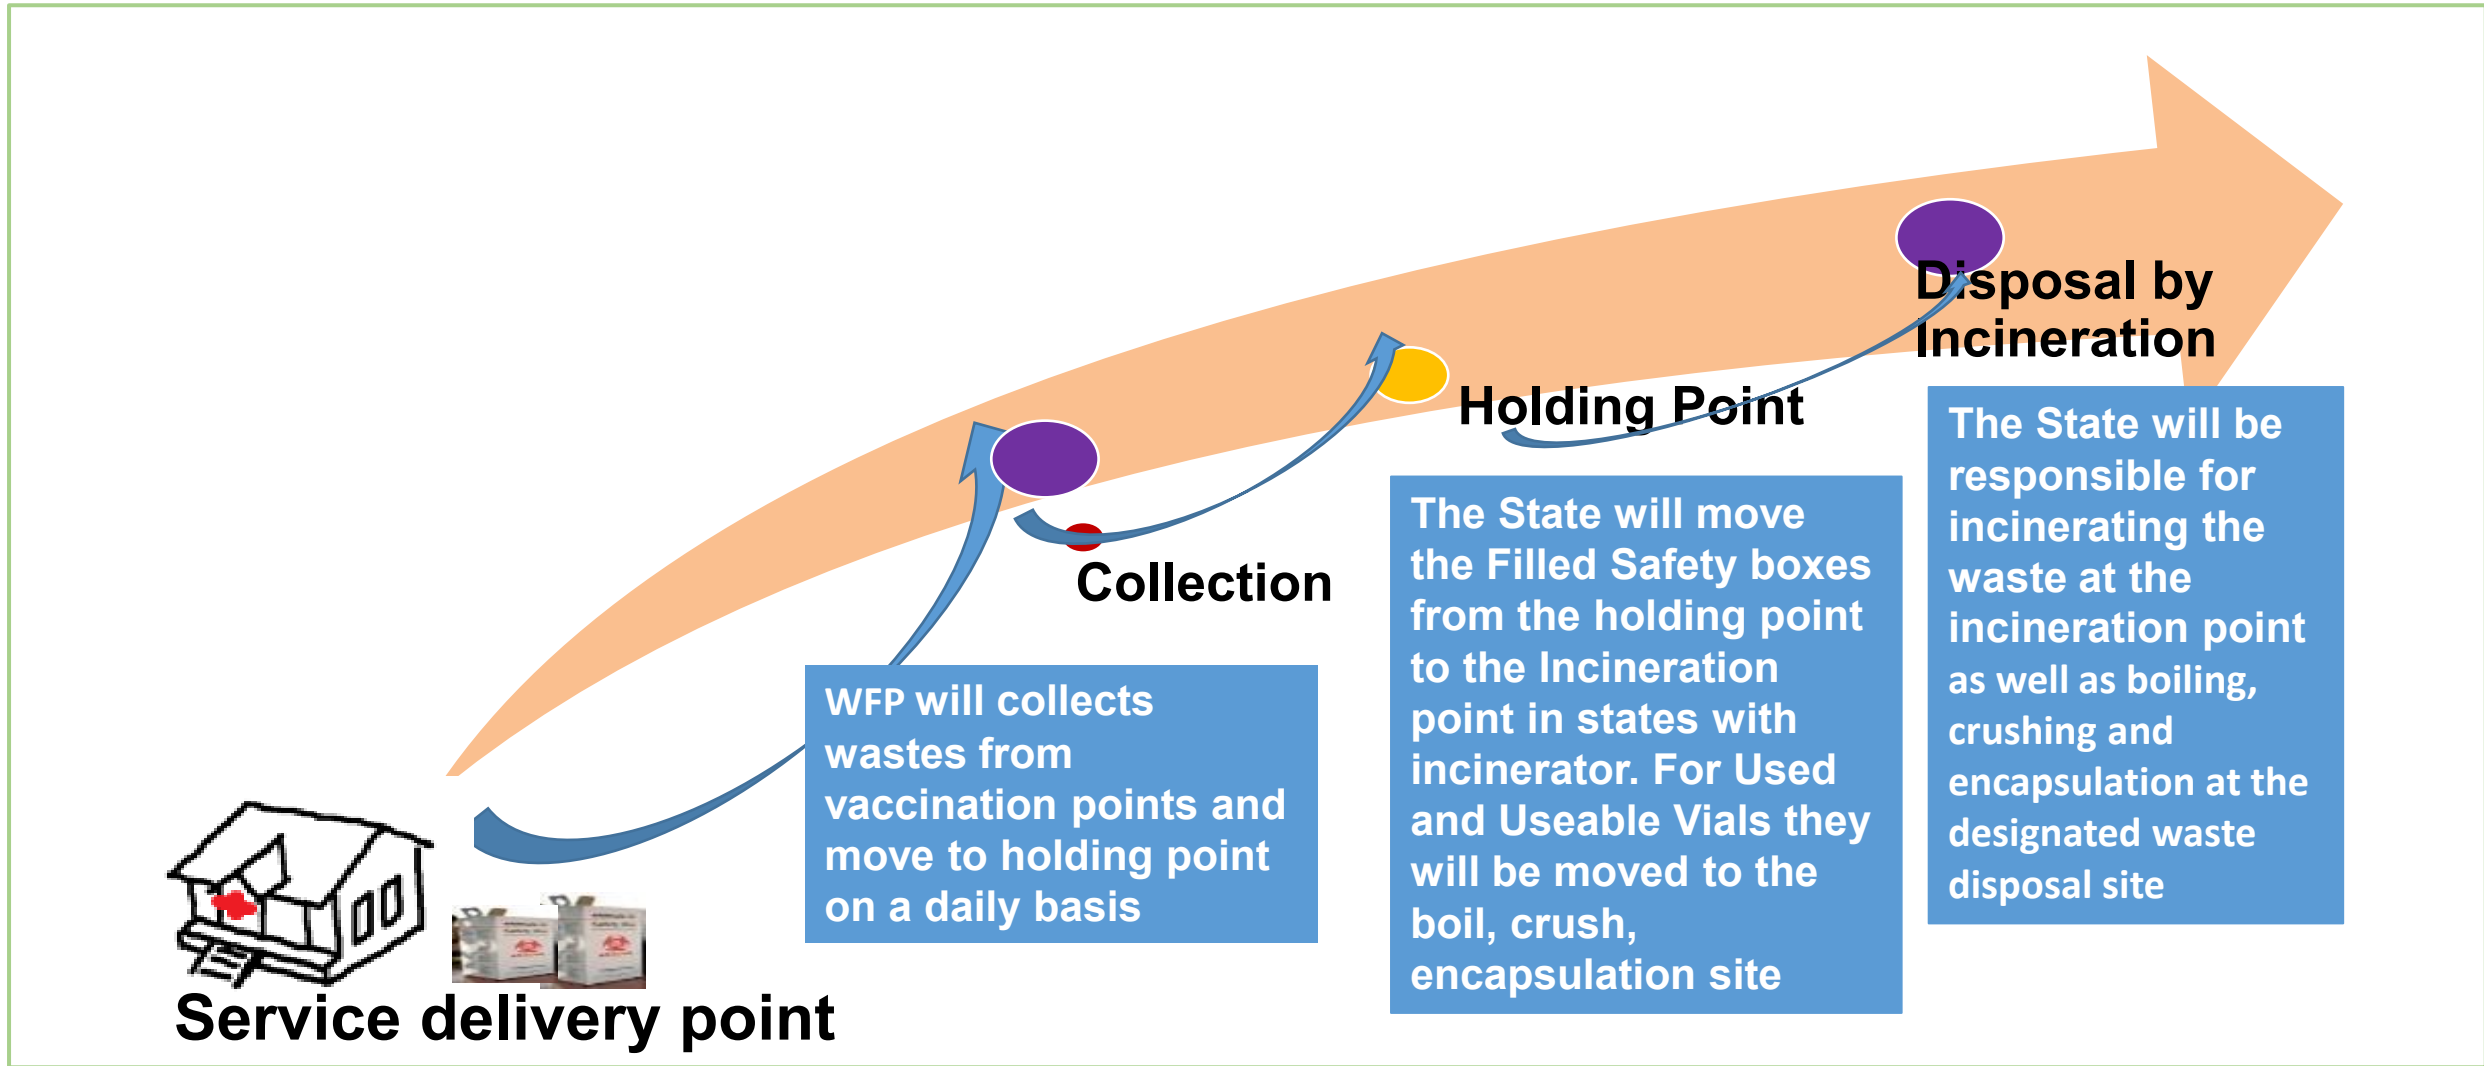 Service delivery point
Collection
WFP will collects
wastes from
vaccination points and
move to holding point
on a daily basis
Holding Point
The State will move
the Filled Safety boxes
from the holding point
to the Incineration
point in states with
incinerator. For Used
and Useable Vials they
will be moved to the
boil, crush,
encapsulation site
Disposal by
Incineration
The State will be
responsible for
incinerating the
waste at the
incineration point
as well as boiling,
crushing and
encapsulation at the
designated waste
disposal site